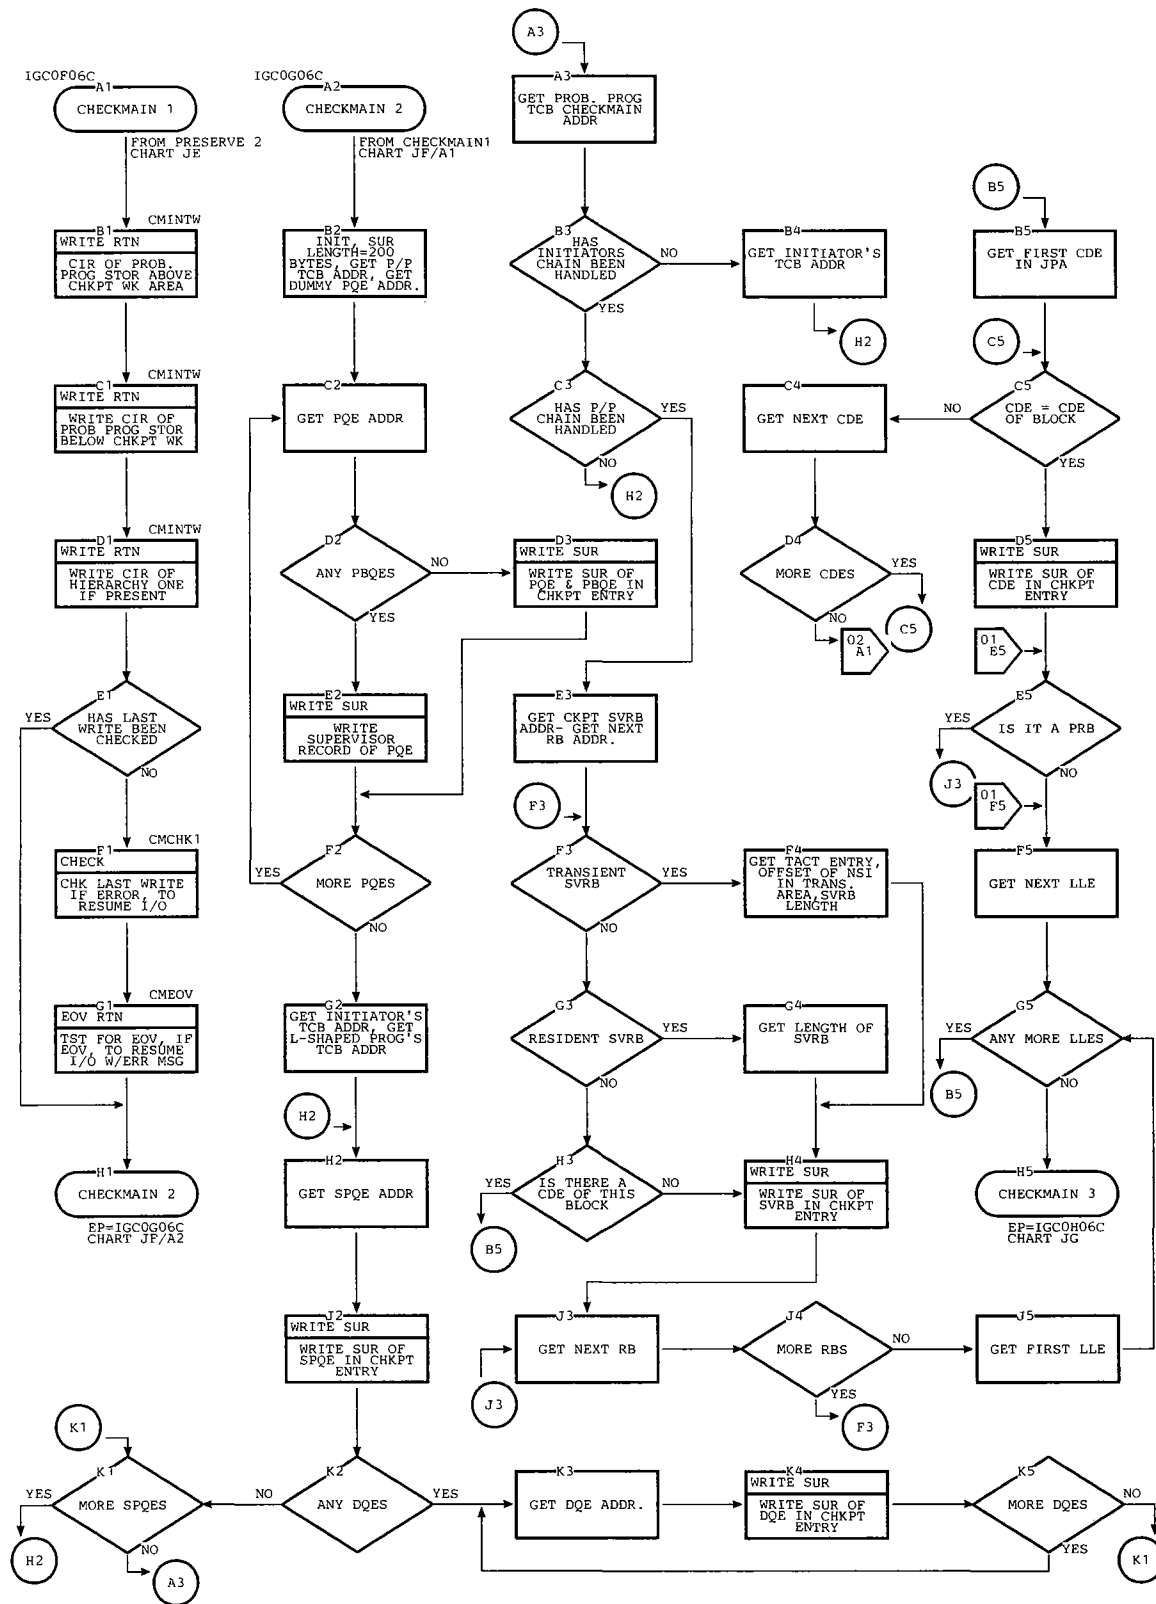 IGC0F06C
A1
CHECKMAIN 1
FROM PRESERVE 2
CHART JE
CMINTW
B1
WRITE RTN
CIR OF PROB.
PROG STOR ABOVE
CHKPT WK AREA
CMINTW
C1
WRITE RTN
WRITE CIR OF
PROB PROG STOR
BELOW CHKPT WK
CMINTW
D1
WRITE RTN
WRITE CIR OF
HIERARCHY ONE
IF PRESENT
E1
YES
HAS LAST
WRITE BEEN
CHECKED
NO
CMCHK1
F1
CHECK
CHK LAST WRITE
IF ERROR, TO
RESUME I/O
CMEOV
G1
EOV RTN
TST FOR EOV, IF
EOV, TO RESUME
I/O W/ERR MSG
H1
CHECKMAIN 2
EP=IGC0G06C
CHART JF/A2
K1
K1
YES
MORE SPQES
NO
H2
A3
IGC0G06C
A2
CHECKMAIN 2
FROM CHECKMAIN1
CHART JF/A1
B2
INIT, SUR
LENGTH=200
BYTES, GET P/P
TCB ADDR, GET
DUMMY PQE ADDR.
C2
GET PQE ADDR
D2
ANY PBQES
NO
YES
E2
WRITE SUR
WRITE
SUPERVISOR
RECORD OF PQE
F2
YES
MORE PQES
NO
G2
GET INITIATOR'S
TCB ADDR, GET
L-SHAPED PROG'S
TCB ADDR
H2
H2
GET SPQE ADDR
J2
WRITE SUR
WRITE SUR OF
SPQE IN CHKPT
ENTRY
K2
NO
ANY DQES
YES
A3
A3
GET PROB. PROG
TCB CHECKMAIN
ADDR
B3
HAS
INITIATORS
CHAIN BEEN
HANDLED
NO
YES
C3
HAS P/P
CHAIN BEEN
HANDLED
YES
NO
H2
D3
WRITE SUR
WRITE SUR OF
PQE & PBQE IN
CHKPT ENTRY
E3
GET CKPT SVRB
ADDR- GET NEXT
RB ADDR.
F3
F3
TRANSIENT
SVRB
YES
NO
G3
RESIDENT SVRB
YES
NO
H3
YES
IS THERE A
CDE OF THIS
BLOCK
NO
B5
J3
GET NEXT RB
J3
K3
GET DQE ADDR.
B4
GET INITIATOR'S
TCB ADDR
H2
C4
GET NEXT CDE
D4
MORE CDES
YES
NO
C5
02
A1
F4
GET TACT ENTRY,
OFFSET OF NSI
IN TRANS.
AREA,SVRB
LENGTH
G4
GET LENGTH OF
SVRB
H4
WRITE SUR
WRITE SUR OF
SVRB IN CHKPT
ENTRY
J4
MORE RBS
NO
YES
F3
K4
WRITE SUR
WRITE SUR OF
DQE IN CHKPT
ENTRY
B5
B5
GET FIRST CDE
IN JPA
C5
C5
NO
CDE = CDE
OF BLOCK
YES
D5
WRITE SUR
WRITE SUR OF
CDE IN CHKPT
ENTRY
01
E5
E5
YES
IS IT A PRB
NO
J3
01
F5
F5
GET NEXT LLE
G5
YES
ANY MORE LLES
NO
B5
H5
CHECKMAIN 3
EP=IGC0H06C
CHART JG
J5
GET FIRST LLE
K5
MORE DQES
NO
YES
K1